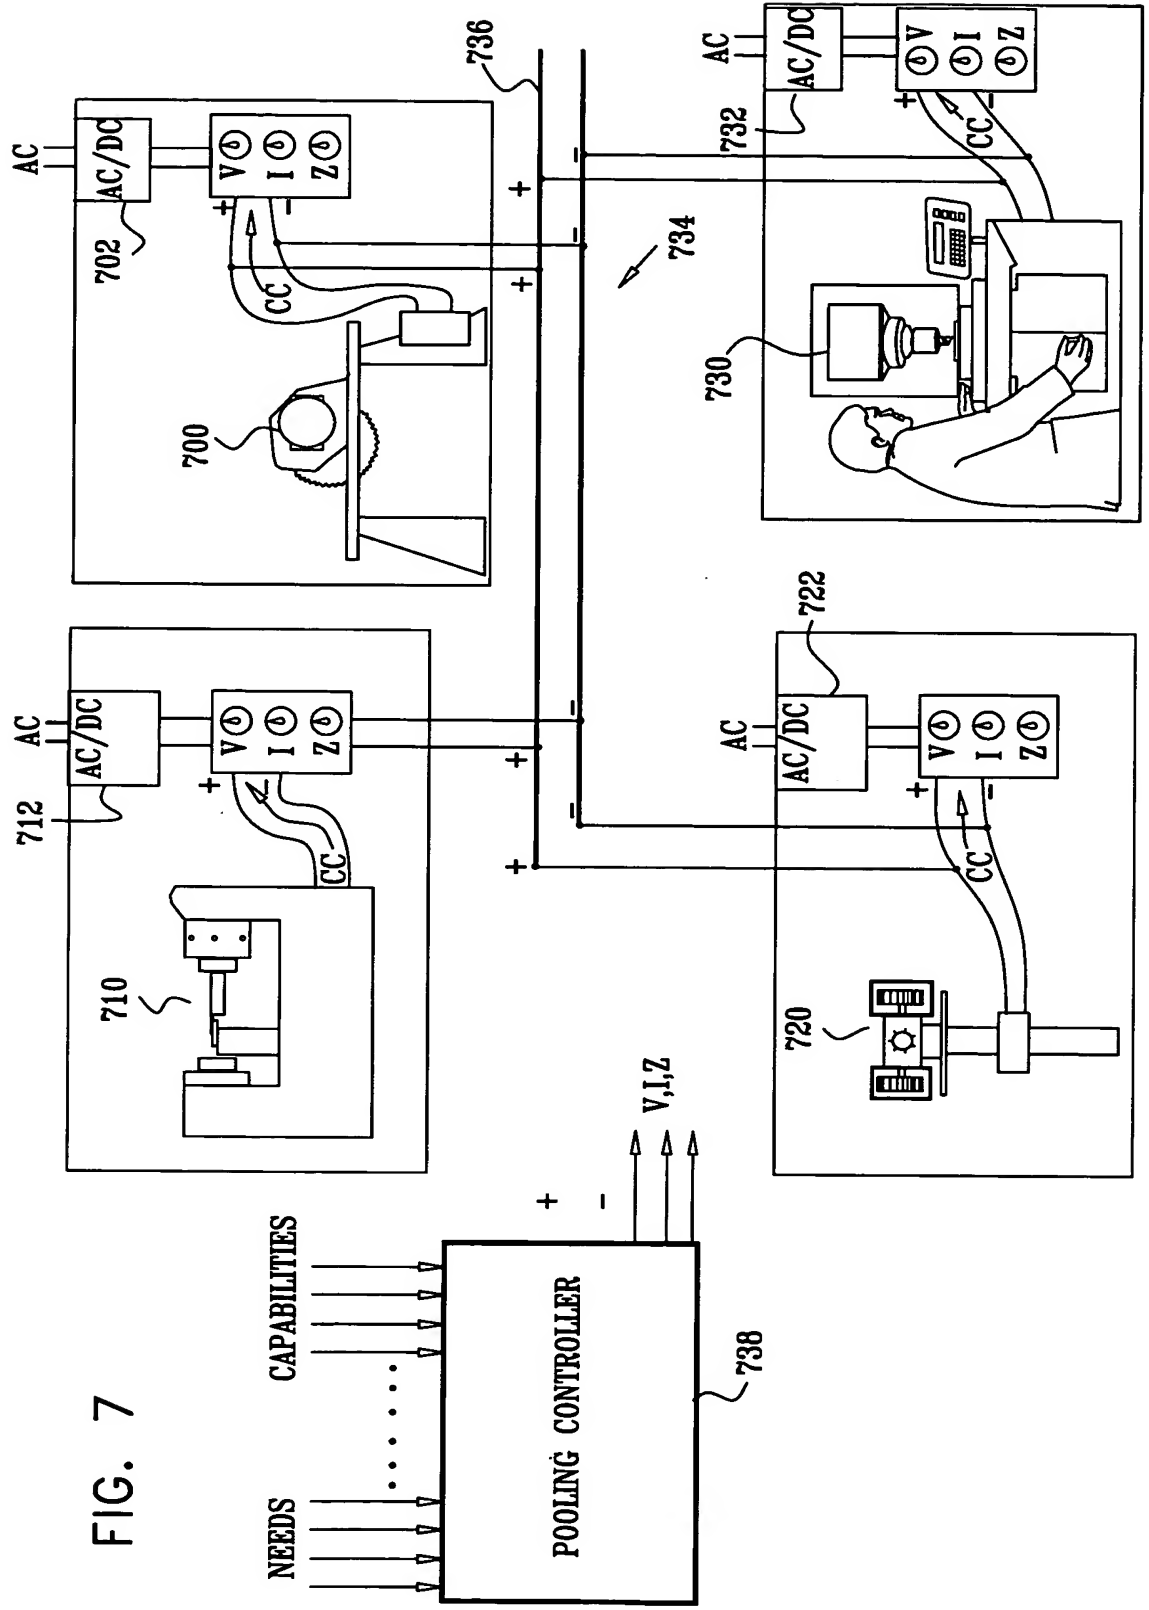 FIG. 7
NEEDS
CAPABILITIES
POOLING CONTROLLER
738
+
-
V,I,Z
710
712
AC
AC/DC
V
I
Z
+
-
CC
+
-
700
702
AC
AC/DC
V
I
Z
+
-
CC
+
-
736
734
720
722
AC
AC/DC
V
I
Z
+
-
CC
+
-
730
732
AC
AC/DC
V
I
Z
+
-
CC
+
-